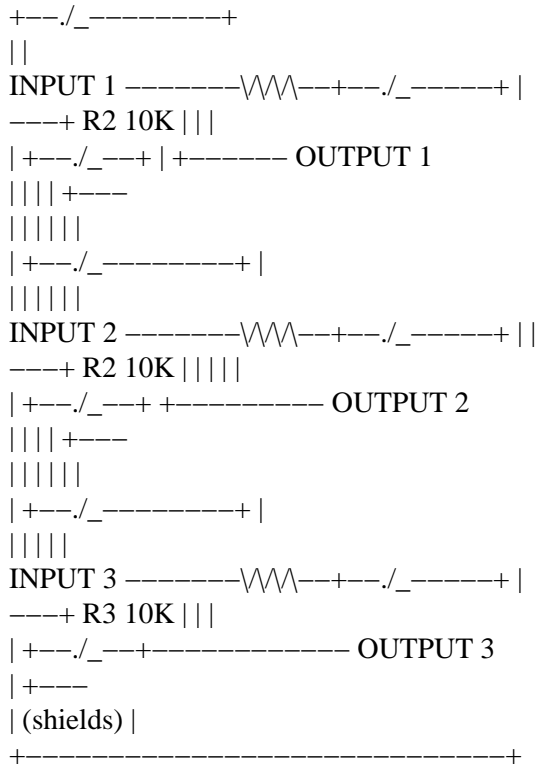 +−−./_−−−−−−−−+
| |
INPUT 1 −−−−−−−\/\/\/\−−+−−./_−−−−−+ |
−−−+ R2 10K | | |
| +−−./_−−+ | +−−−−−− OUTPUT 1
| | | | +−−−
| | | | | |
| +−−./_−−−−−−−−+ |
| | | | | |
INPUT 2 −−−−−−−\/\/\/\−−+−−./_−−−−−+ | |
−−−+ R2 10K | | | | |
| +−−./_−−+ +−−−−−−−−− OUTPUT 2
| | | | +−−−
| | | | | |
| +−−./_−−−−−−−−+ |
| | | | |
INPUT 3 −−−−−−−\/\/\/\−−+−−./_−−−−−+ |
−−−+ R3 10K | | |
| +−−./_−−+−−−−−−−−−−−− OUTPUT 3
| +−−−
| (shields) |
+−−−−−−−−−−−−−−−−−−−−−−−−−−−−−+